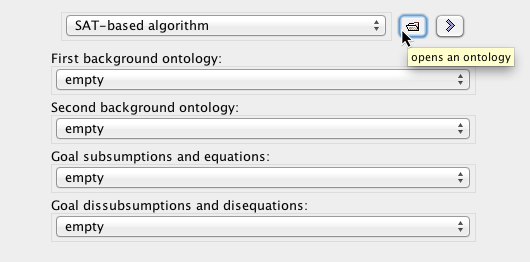 SAT-based algorithm
opens an ontology
First background ontology:
empty
Second background ontology:
empty
Goal subsumptions and equations:
empty
Goal dissubsumptions and disequations:
empty